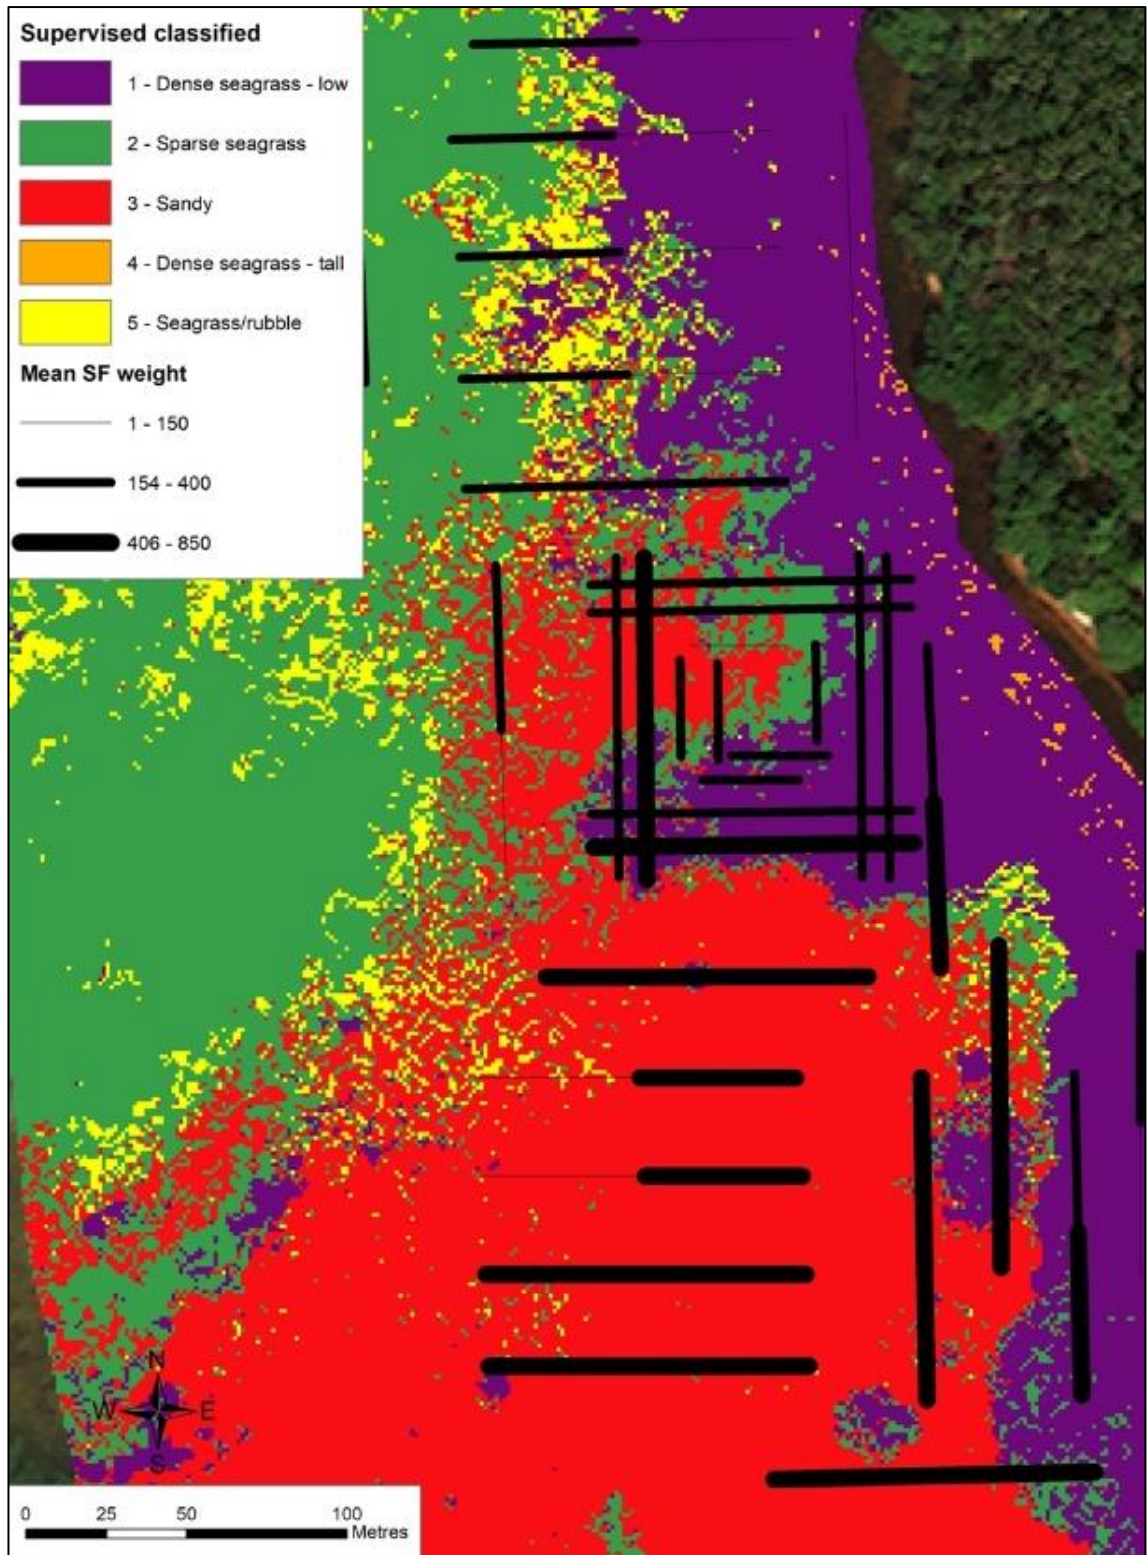 Supervised classified
1 - Dense seagrass - low
2 - Sparse seagrass
3 - Sandy
4 - Dense seagrass - tall
5 - Seagrass/rubble
Mean SF weight
1 - 150
154 - 400
406 - 850
N
W E
S
0 25 50 100
Metres